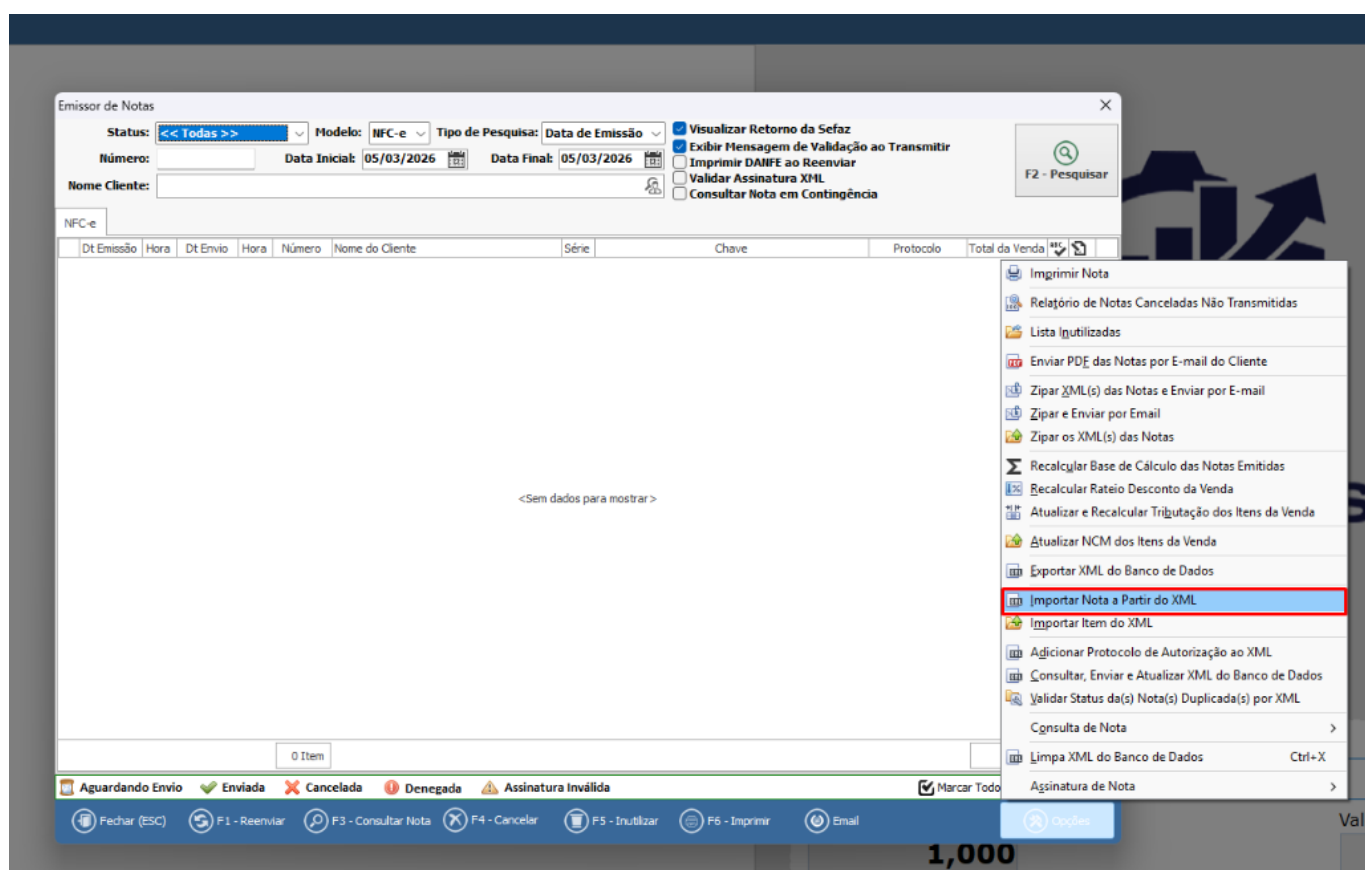 Emissor de Notas
Status: << Todas >> Modelo: NFC-e Tipo de Pesquisa: Data de Emissão
Número: Data Inicial: 05/03/2026 Data Final: 05/03/2026
Nome Cliente:
Visualizar Retorno da Sefaz
Exibir Mensagem de Validação ao Transmitir
Imprimir DANFE ao Reenviar
Validar Assinatura XML
Consultar Nota em Contingência
F2 - Pesquisar
NFC-e
Dt Emissão Hora Dt Envio Hora Número Nome do Cliente Série Chave Protocolo Total da Venda
<Sem dados para mostrar>
Imprimir Nota
Relatório de Notas Canceladas Não Transmitidas
Lista Inutilizadas
Enviar PDF das Notas por E-mail do Cliente
Zipar XML(s) das Notas e Enviar por E-mail
Zipar e Enviar por Email
Zipar os XML(s) das Notas
Recalcular Base de Cálculo das Notas Emitidas
Recalcular Rateio Desconto da Venda
Atualizar e Recalcular Tributação dos Itens da Venda
Atualizar NCM dos Itens da Venda
Exportar XML do Banco de Dados
Importar Nota a Partir do XML
Importar Item do XML
Adicionar Protocolo de Autorização ao XML
Consultar, Enviar e Atualizar XML do Banco de Dados
Validar Status da(s) Nota(s) Duplicada(s) por XML
Consulta de Nota
Limpa XML do Banco de Dados Ctrl+X
Assinatura de Nota
0 Item
Aguardando Envio Enviada Cancelada Denegada Assinatura Inválida Marcar Todo
Fechar (ESC) F1 - Reenviar F3 - Consultar Nota F4 - Cancelar F5 - Inutilizar F6 - Imprimir Email Opções
Val
1,000